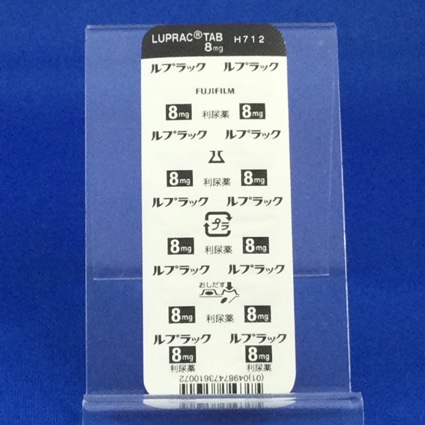 LUPRAC®TAB H712
8mg
ルプラック ルプラック
FUJIFILM
8mg 利尿薬 8mg
ルプラック ルプラック
8mg 利尿薬 8mg
ルプラック ルプラック
プラ
8mg 利尿薬 8mg
ルプラック ルプラック
おしだす
8mg 利尿薬 8mg
ルプラック ルプラック
8mg 利尿薬 8mg
(01)04987473610072